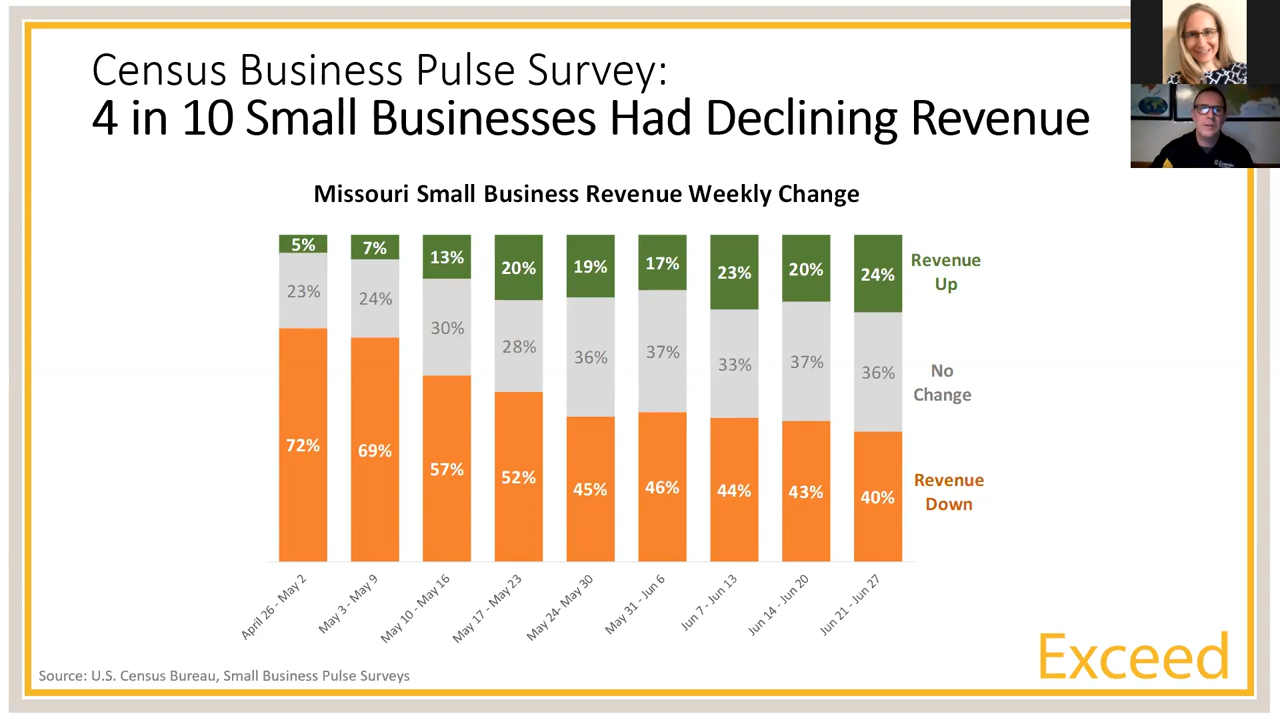 Census Business Pulse Survey:
4 in 10 Small Businesses Had Declining Revenue
Missouri Small Business Revenue Weekly Change
5% 7% 13% 20% 19% 17% 23% 20% 24%
Revenue
Up
23% 24% 30% 28% 36% 37% 33% 37% 36%
No
Change
72% 69% 57% 52% 45% 46% 44% 43% 40%
Revenue
Down
April 26 - May 2
May 3 - May 9
May 10 - May 16
May 17 - May 23
May 24- May 30
May 31 - Jun 6
Jun 7 - Jun 13
Jun 14 - Jun 20
Jun 21 - Jun 27
Source: U.S. Census Bureau, Small Business Pulse Surveys
Exceed